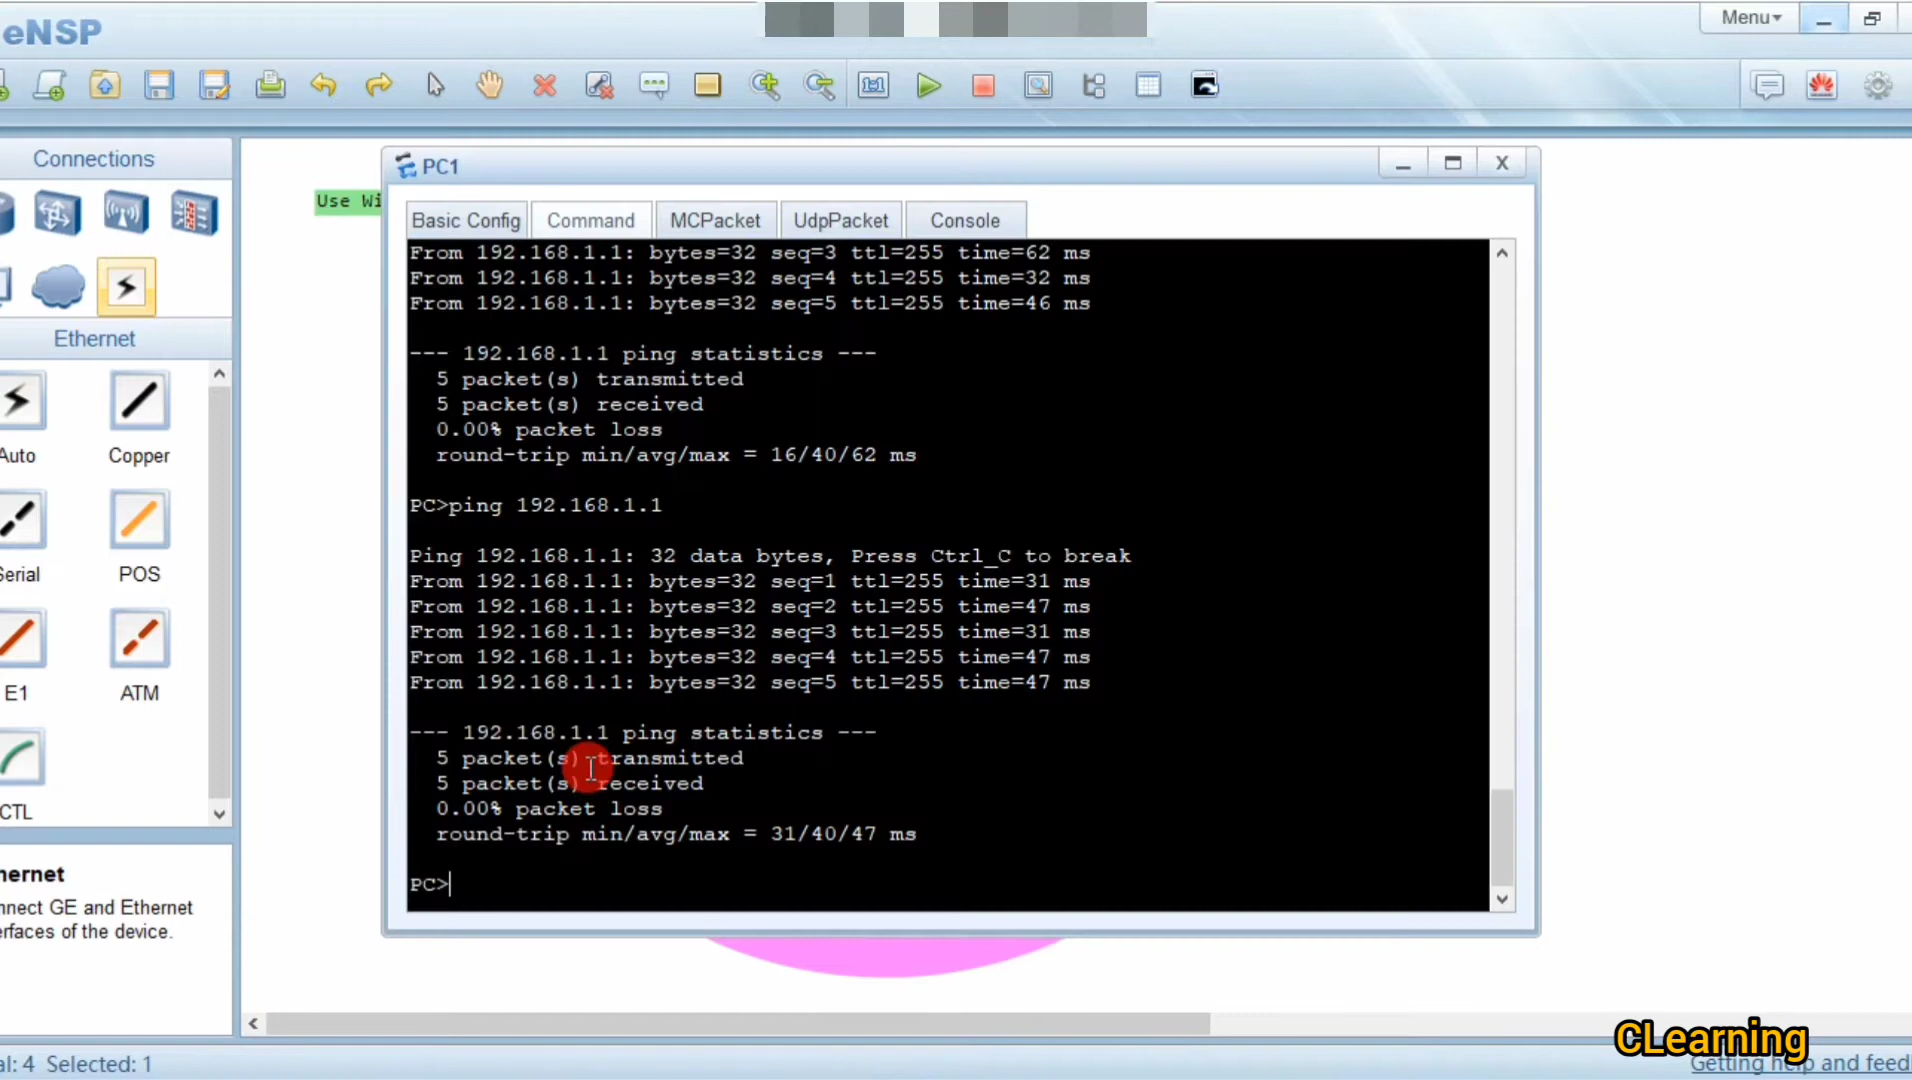 eNSP
Menu
Connections
Use Wi
Ethernet
Auto
Copper
Serial
POS
E1
ATM
CTL
hernet
nnect GE and Ethernet
erfaces of the device.
PC1
Basic Config Command MCPacket UdpPacket Console
From 192.168.1.1: bytes=32 seq=3 ttl=255 time=62 ms
From 192.168.1.1: bytes=32 seq=4 ttl=255 time=32 ms
From 192.168.1.1: bytes=32 seq=5 ttl=255 time=46 ms
--- 192.168.1.1 ping statistics ---
5 packet(s) transmitted
5 packet(s) received
0.00% packet loss
round-trip min/avg/max = 16/40/62 ms
PC>ping 192.168.1.1
Ping 192.168.1.1: 32 data bytes, Press Ctrl_C to break
From 192.168.1.1: bytes=32 seq=1 ttl=255 time=31 ms
From 192.168.1.1: bytes=32 seq=2 ttl=255 time=47 ms
From 192.168.1.1: bytes=32 seq=3 ttl=255 time=31 ms
From 192.168.1.1: bytes=32 seq=4 ttl=255 time=47 ms
From 192.168.1.1: bytes=32 seq=5 ttl=255 time=47 ms
--- 192.168.1.1 ping statistics ---
5 packet(s) transmitted
5 packet(s) received
0.00% packet loss
round-trip min/avg/max = 31/40/47 ms
PC>
CLearning
al: 4 Selected: 1
Getting help and feed